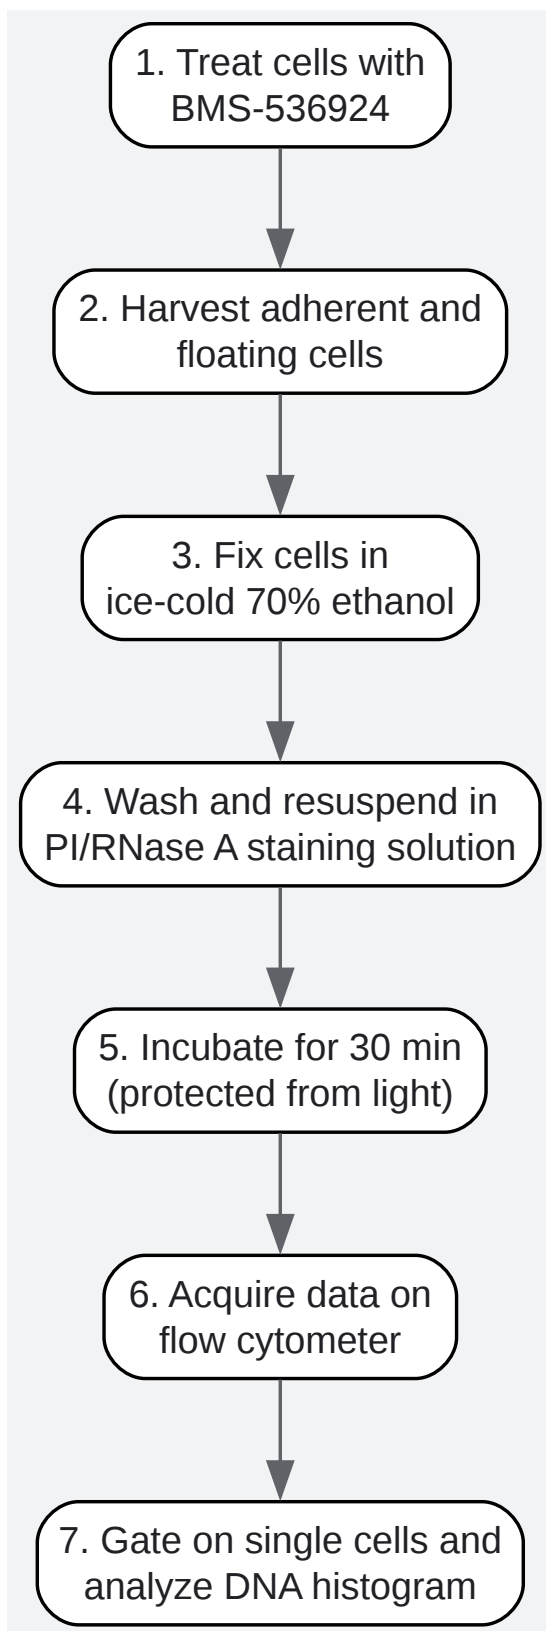 1. Treat cells with
BMS-536924
2. Harvest adherent and
floating cells
3. Fix cells in
ice-cold 70% ethanol
4. Wash and resuspend in
PI/RNase A staining solution
5. Incubate for 30 min
(protected from light)
6. Acquire data on
flow cytometer
7. Gate on single cells and
analyze DNA histogram